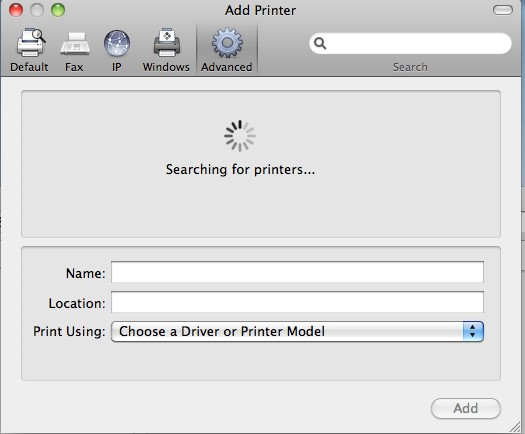 Add Printer
Default Fax IP Windows Advanced
Search
Searching for printers...
Name:
Location:
Print Using: Choose a Driver or Printer Model
Add